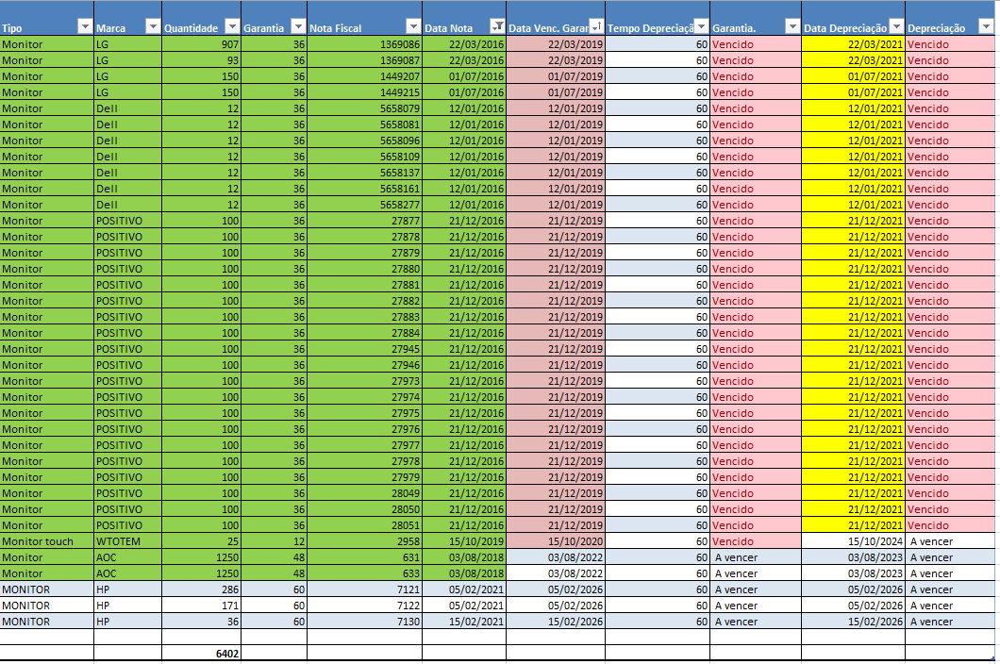 Tipo Marca Quantidade Garantia Nota Fiscal Data Nota Data Venc. Garan Tempo Depreciaçã Garantia. Data Depreciação Depreciação
Monitor LG 907 36 1369086 22/03/2016 22/03/2019 60 Vencido 22/03/2021 Vencido
Monitor LG 93 36 1369087 22/03/2016 22/03/2019 60 Vencido 22/03/2021 Vencido
Monitor LG 150 36 1449207 01/07/2016 01/07/2019 60 Vencido 01/07/2021 Vencido
Monitor LG 150 36 1449215 01/07/2016 01/07/2019 60 Vencido 01/07/2021 Vencido
Monitor Dell 12 36 5658079 12/01/2016 12/01/2019 60 Vencido 12/01/2021 Vencido
Monitor Dell 12 36 5658081 12/01/2016 12/01/2019 60 Vencido 12/01/2021 Vencido
Monitor Dell 12 36 5658096 12/01/2016 12/01/2019 60 Vencido 12/01/2021 Vencido
Monitor Dell 12 36 5658109 12/01/2016 12/01/2019 60 Vencido 12/01/2021 Vencido
Monitor Dell 12 36 5658137 12/01/2016 12/01/2019 60 Vencido 12/01/2021 Vencido
Monitor Dell 12 36 5658161 12/01/2016 12/01/2019 60 Vencido 12/01/2021 Vencido
Monitor Dell 12 36 5658277 12/01/2016 12/01/2019 60 Vencido 12/01/2021 Vencido
Monitor POSITIVO 100 36 27877 21/12/2016 21/12/2019 60 Vencido 21/12/2021 Vencido
Monitor POSITIVO 100 36 27878 21/12/2016 21/12/2019 60 Vencido 21/12/2021 Vencido
Monitor POSITIVO 100 36 27879 21/12/2016 21/12/2019 60 Vencido 21/12/2021 Vencido
Monitor POSITIVO 100 36 27880 21/12/2016 21/12/2019 60 Vencido 21/12/2021 Vencido
Monitor POSITIVO 100 36 27881 21/12/2016 21/12/2019 60 Vencido 21/12/2021 Vencido
Monitor POSITIVO 100 36 27882 21/12/2016 21/12/2019 60 Vencido 21/12/2021 Vencido
Monitor POSITIVO 100 36 27883 21/12/2016 21/12/2019 60 Vencido 21/12/2021 Vencido
Monitor POSITIVO 100 36 27884 21/12/2016 21/12/2019 60 Vencido 21/12/2021 Vencido
Monitor POSITIVO 100 36 27945 21/12/2016 21/12/2019 60 Vencido 21/12/2021 Vencido
Monitor POSITIVO 100 36 27946 21/12/2016 21/12/2019 60 Vencido 21/12/2021 Vencido
Monitor POSITIVO 100 36 27973 21/12/2016 21/12/2019 60 Vencido 21/12/2021 Vencido
Monitor POSITIVO 100 36 27974 21/12/2016 21/12/2019 60 Vencido 21/12/2021 Vencido
Monitor POSITIVO 100 36 27975 21/12/2016 21/12/2019 60 Vencido 21/12/2021 Vencido
Monitor POSITIVO 100 36 27976 21/12/2016 21/12/2019 60 Vencido 21/12/2021 Vencido
Monitor POSITIVO 100 36 27977 21/12/2016 21/12/2019 60 Vencido 21/12/2021 Vencido
Monitor POSITIVO 100 36 27978 21/12/2016 21/12/2019 60 Vencido 21/12/2021 Vencido
Monitor POSITIVO 100 36 27979 21/12/2016 21/12/2019 60 Vencido 21/12/2021 Vencido
Monitor POSITIVO 100 36 28049 21/12/2016 21/12/2019 60 Vencido 21/12/2021 Vencido
Monitor POSITIVO 100 36 28050 21/12/2016 21/12/2019 60 Vencido 21/12/2021 Vencido
Monitor POSITIVO 100 36 28051 21/12/2016 21/12/2019 60 Vencido 21/12/2021 Vencido
Monitor touch WTOTEM 25 12 2958 15/10/2019 15/10/2020 60 Vencido 15/10/2024 A vencer
Monitor AOC 1250 48 631 03/08/2018 03/08/2022 60 A vencer 03/08/2023 A vencer
Monitor AOC 1250 48 633 03/08/2018 03/08/2022 60 A vencer 03/08/2023 A vencer
MONITOR HP 286 60 7121 05/02/2021 05/02/2026 60 A vencer 05/02/2026 A vencer
MONITOR HP 171 60 7122 05/02/2021 05/02/2026 60 A vencer 05/02/2026 A vencer
MONITOR HP 36 60 7130 15/02/2021 15/02/2026 60 A vencer 15/02/2026 A vencer
6402